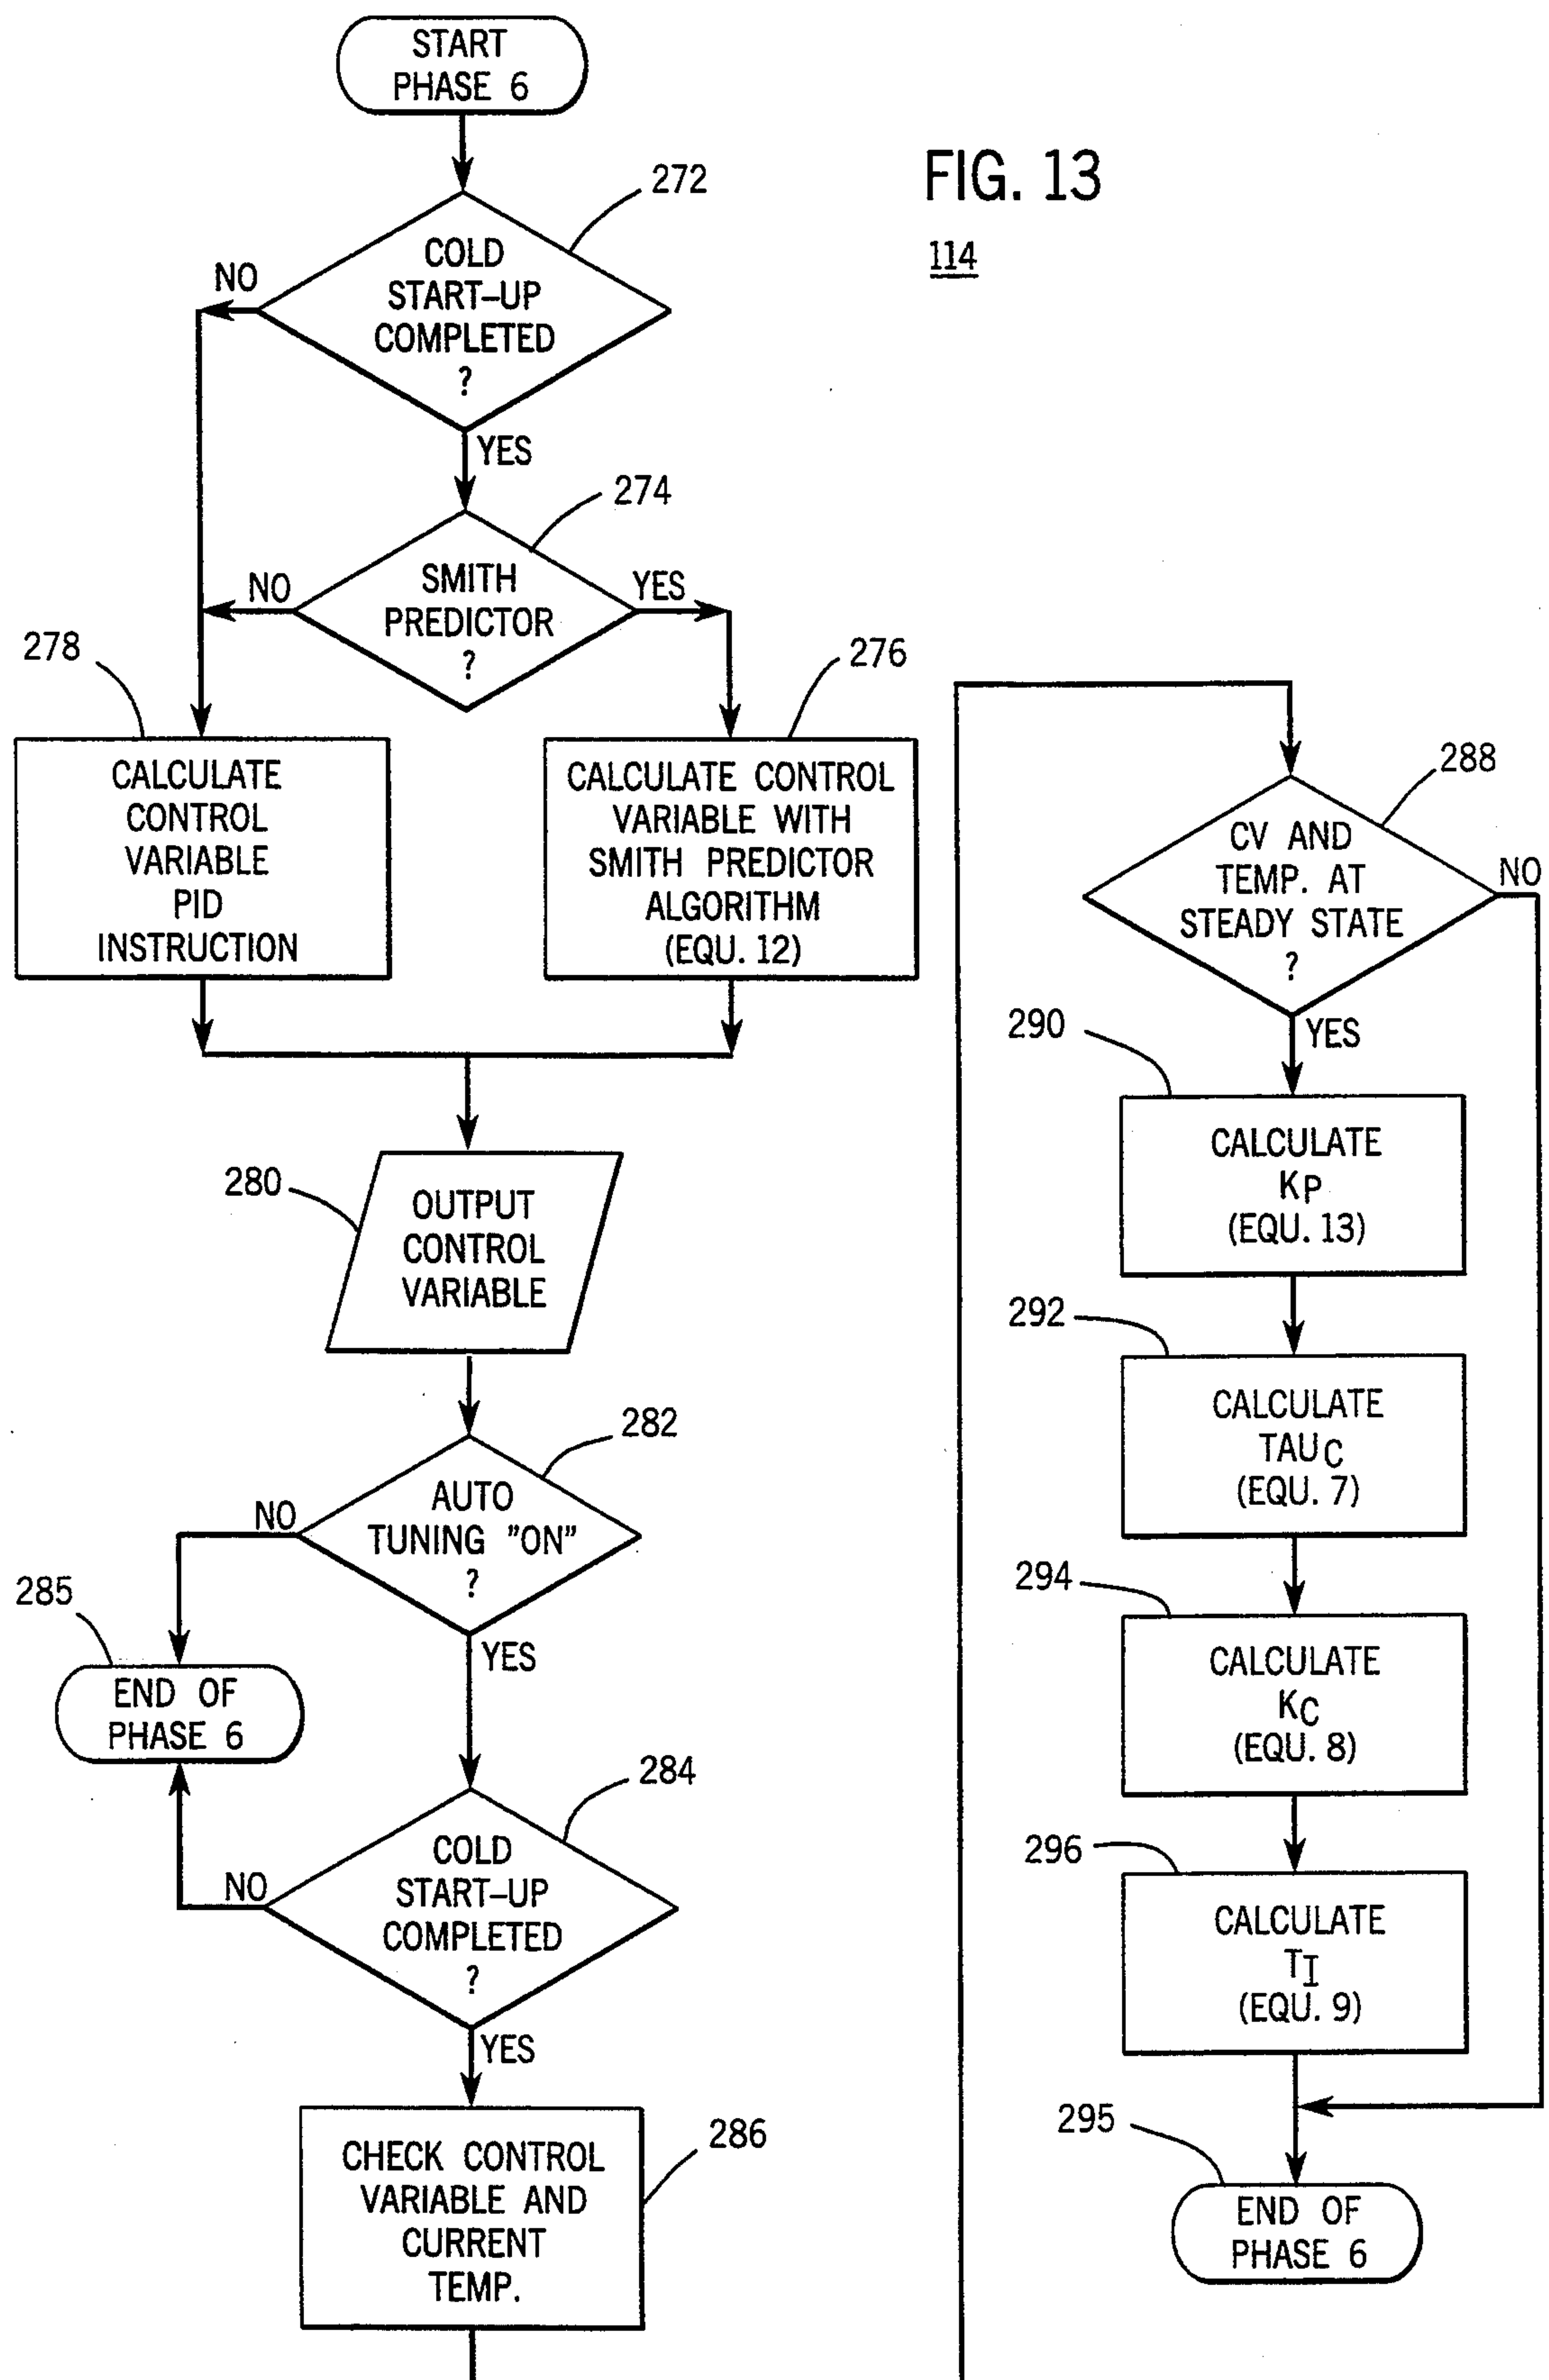 START
PHASE 6
FIG. 13
114
272
COLD
START-UP
COMPLETED
?
NO
YES
274
SMITH
PREDICTOR
?
NO
YES
278
CALCULATE
CONTROL
VARIABLE
PID
INSTRUCTION
276
CALCULATE CONTROL
VARIABLE WITH
SMITH PREDICTOR
ALGORITHM
(EQU. 12)
280
OUTPUT
CONTROL
VARIABLE
282
AUTO
TUNING "ON"
?
NO
YES
285
END OF
PHASE 6
284
COLD
START-UP
COMPLETED
?
NO
YES
286
CHECK CONTROL
VARIABLE AND
CURRENT
TEMP.
288
CV AND
TEMP. AT
STEADY STATE
?
NO
YES
290
CALCULATE
KP
(EQU. 13)
292
CALCULATE
TAUC
(EQU. 7)
294
CALCULATE
KC
(EQU. 8)
296
CALCULATE
TI
(EQU. 9)
295
END OF
PHASE 6